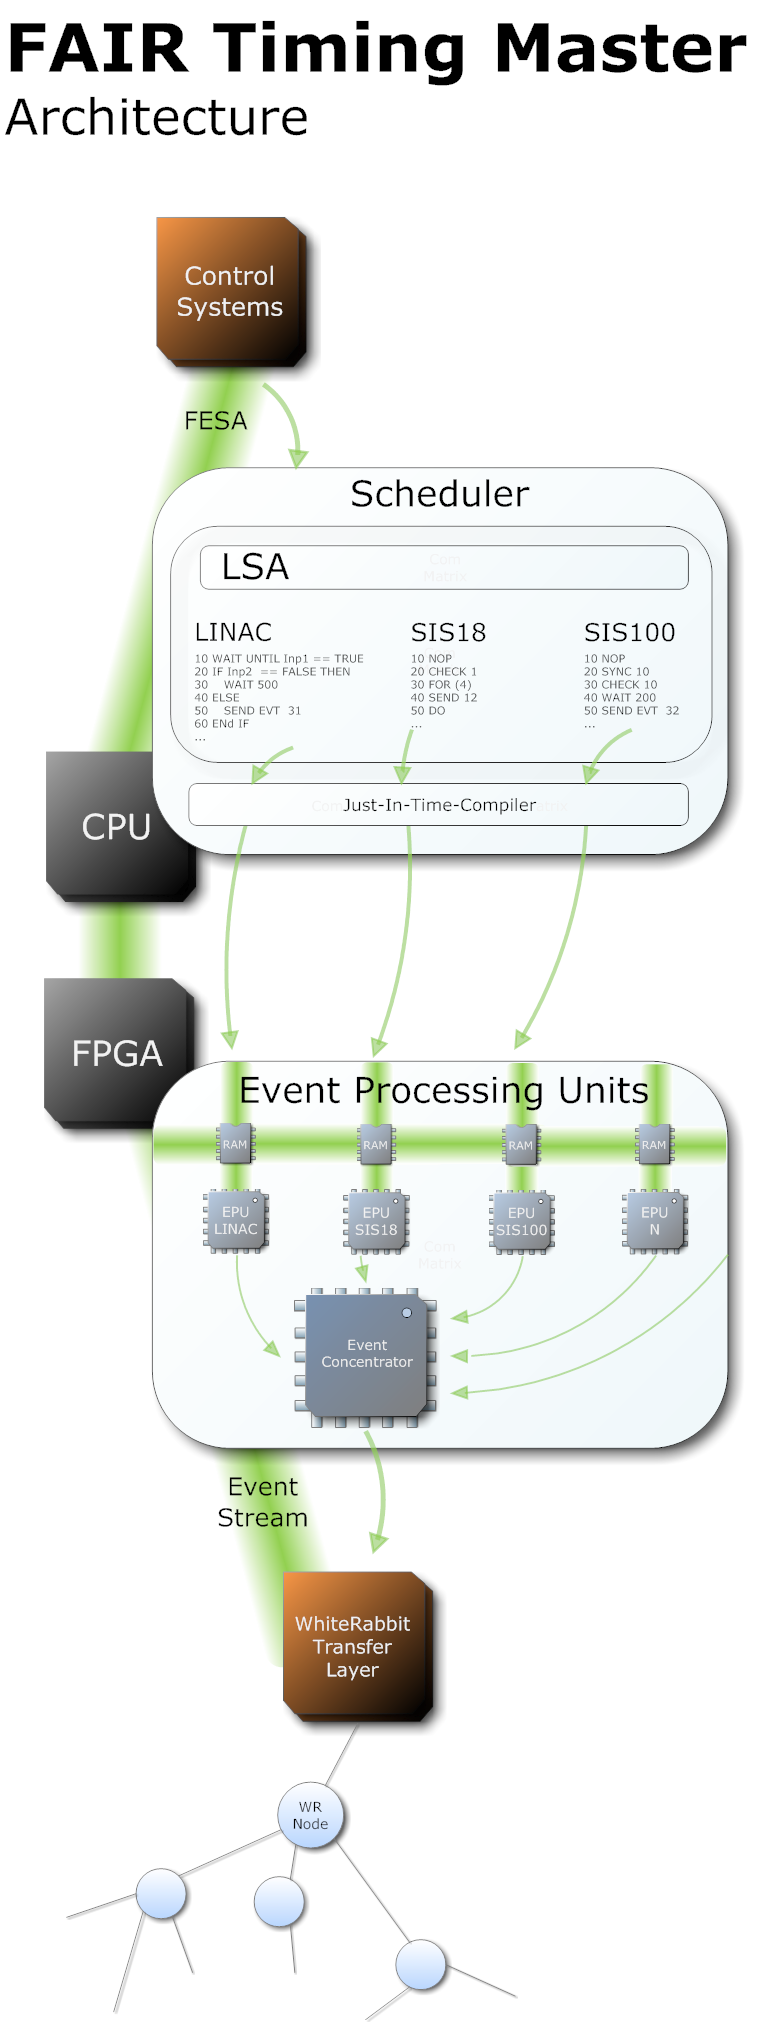 FAIR Timing Master
Architecture
Control
Systems
FESA
Scheduler
LSA
Com
Matrix
LINAC
10 WAIT UNTIL Inp1 == TRUE
20 IF Inp2 == FALSE THEN
30 WAIT 500
40 ELSE
50 SEND EVT 31
60 ENd IF
...
SIS18
10 NOP
20 CHECK 1
30 FOR (4)
40 SEND 12
50 DO
...
SIS100
10 NOP
20 SYNC 10
30 CHECK 10
40 WAIT 200
50 SEND EVT 32
...
Just-In-Time-Compiler
CPU
FPGA
Event Processing Units
RAM
RAM
RAM
RAM
EPU
LINAC
EPU
SIS18
EPU
SIS100
EPU
N
Com
Matrix
Event
Concentrator
Event
Stream
WhiteRabbit
Transfer
Layer
WR
Node